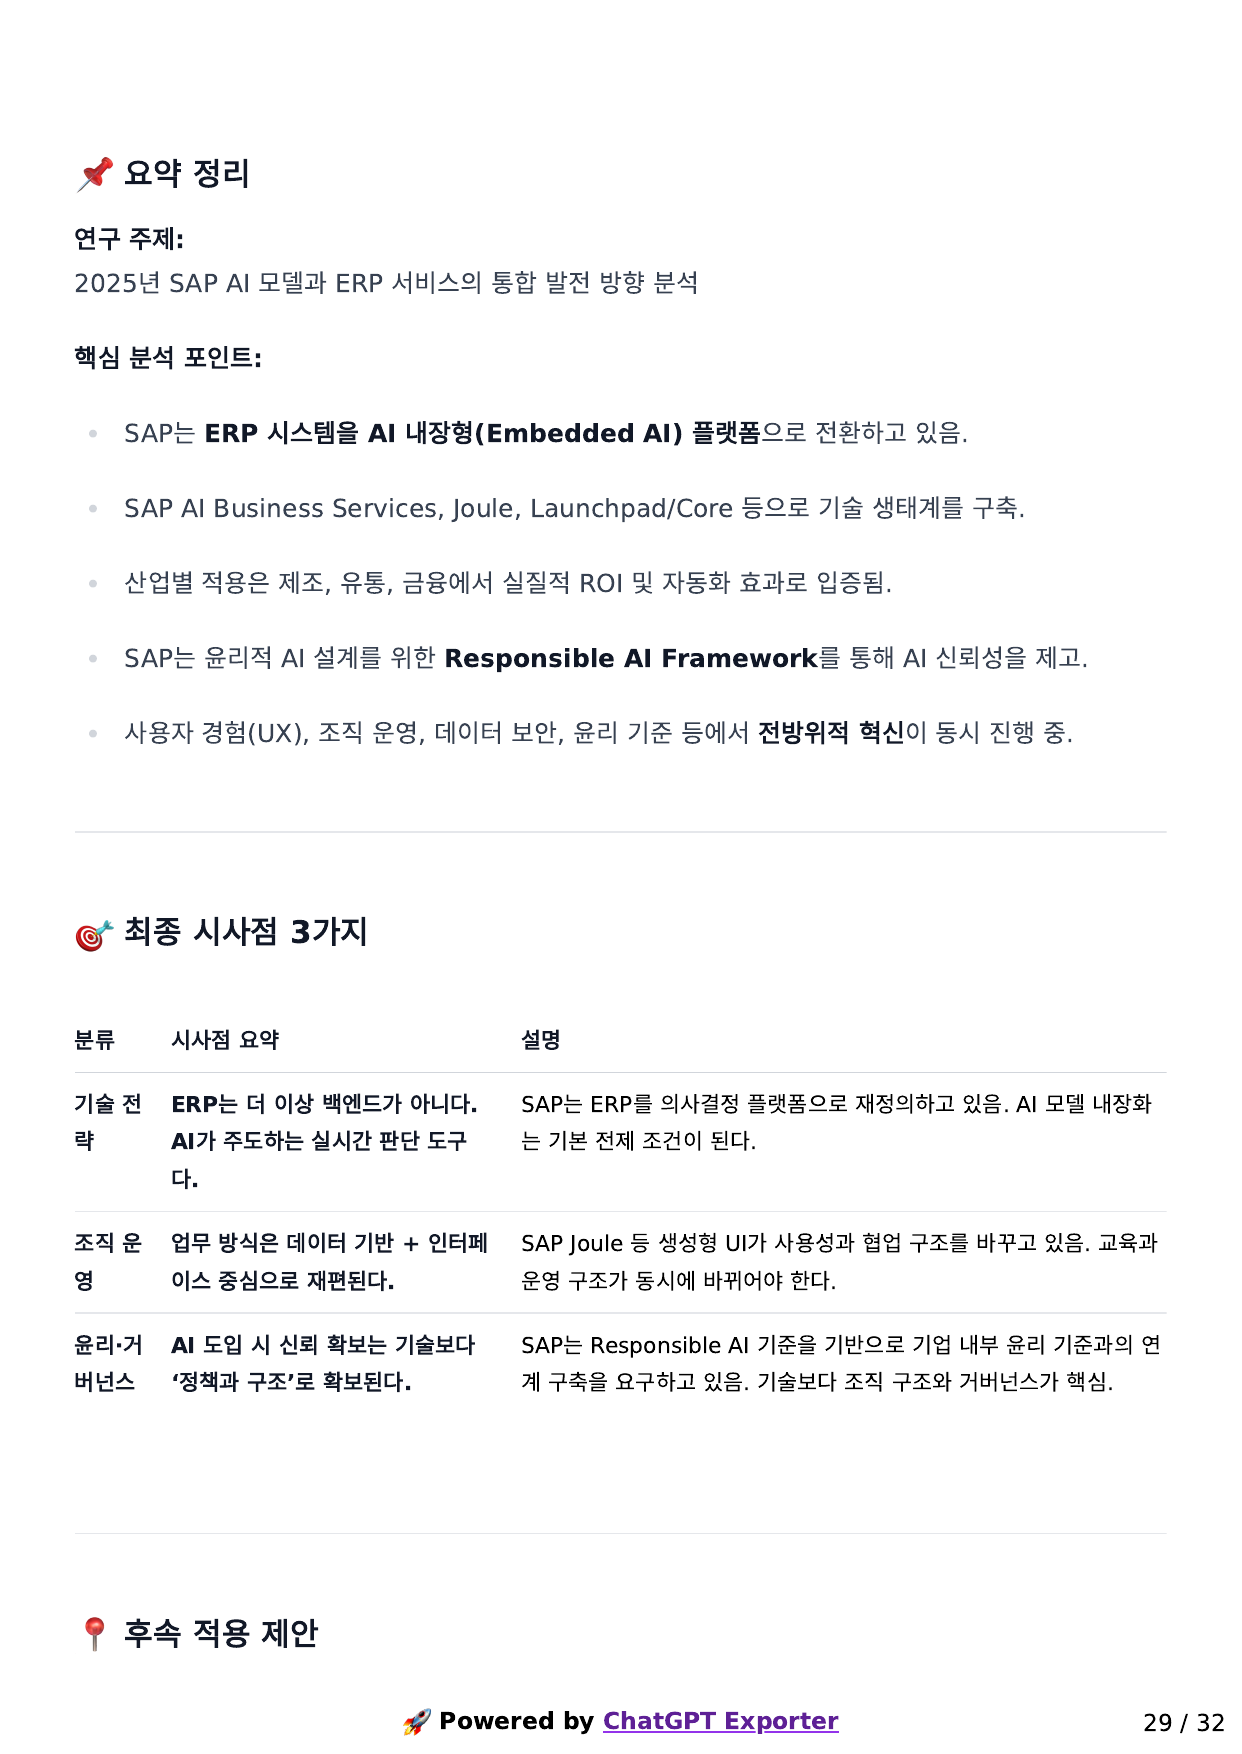 📌 요약 정리
연구 주제:
2025년 SAP AI 모델과 ERP 서비스의 통합 발전 방향 분석
핵심 분석 포인트:
• SAP는 ERP 시스템을 AI 내장형(Embedded AI) 플랫폼으로 전환하고 있음.
• SAP AI Business Services, Joule, Launchpad/Core 등으로 기술 생태계를 구축.
• 산업별 적용은 제조, 유통, 금융에서 실질적 ROI 및 자동화 효과로 입증됨.
• SAP는 윤리적 AI 설계를 위한 Responsible AI Framework를 통해 AI 신뢰성을 제고.
• 사용자 경험(UX), 조직 운영, 데이터 보안, 윤리 기준 등에서 전방위적 혁신이 동시 진행 중.
🎯 최종 시사점 3가지
분류 시사점 요약 설명
기술 전 ERP는 더 이상 백엔드가 아니다. SAP는 ERP를 의사결정 플랫폼으로 재정의하고 있음. AI 모델 내장화
략 AI가 주도하는 실시간 판단 도구 는 기본 전제 조건이 된다.
다.
조직 운 업무 방식은 데이터 기반 + 인터페 SAP Joule 등 생성형 UI가 사용성과 협업 구조를 바꾸고 있음. 교육과
영 이스 중심으로 재편된다. 운영 구조가 동시에 바뀌어야 한다.
윤리·거 AI 도입 시 신뢰 확보는 기술보다 SAP는 Responsible AI 기준을 기반으로 기업 내부 윤리 기준과의 연
버넌스 ‘정책과 구조’로 확보된다. 계 구축을 요구하고 있음. 기술보다 조직 구조와 거버넌스가 핵심.
📍 후속 적용 제안
🚀 Powered by ChatGPT Exporter 29 / 32